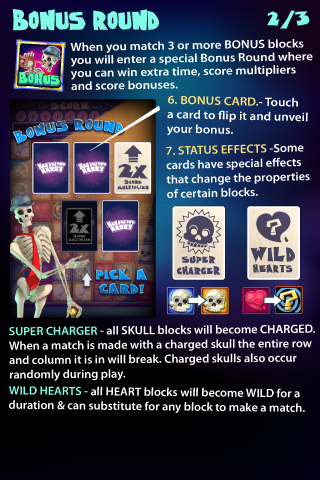 BONUS ROUND 2/3
BONUS
When you match 3 or more BONUS blocks
you will enter a special Bonus Round where
you can win extra time, score multipliers
and score bonuses.
6. BONUS CARD.- Touch
a card to flip it and unveil
your bonus.
7. STATUS EFFECTS -Some
cards have special effects
that change the properties
of certain blocks.
SCORE
BONUS ROUND
2X
SCORE
MULTIPLIER
2X
SCORE
MULTIPLIER
PICK A
CARD!
SUPER
CHARGER
WILD
HEARTS
SUPER CHARGER - all SKULL blocks will become CHARGED.
When a match is made with a charged skull the entire row
and column it is in will break. Charged skulls also occur
randomly during play.
WILD HEARTS - all HEART blocks will become WILD for a
duration & can substitute for any block to make a match.